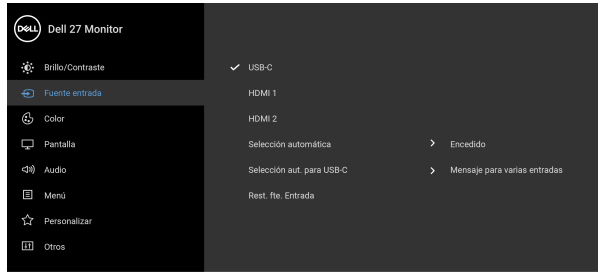 DELL Dell 27 Monitor
Brillo/Contraste USB-C
Fuente entrada HDMI 1
Color HDMI 2
Pantalla Selección automática Encedido
Audio Selección aut. para USB-C Mensaje para varias entradas
Menú Rest. fte. Entrada
Personalizar
Otros